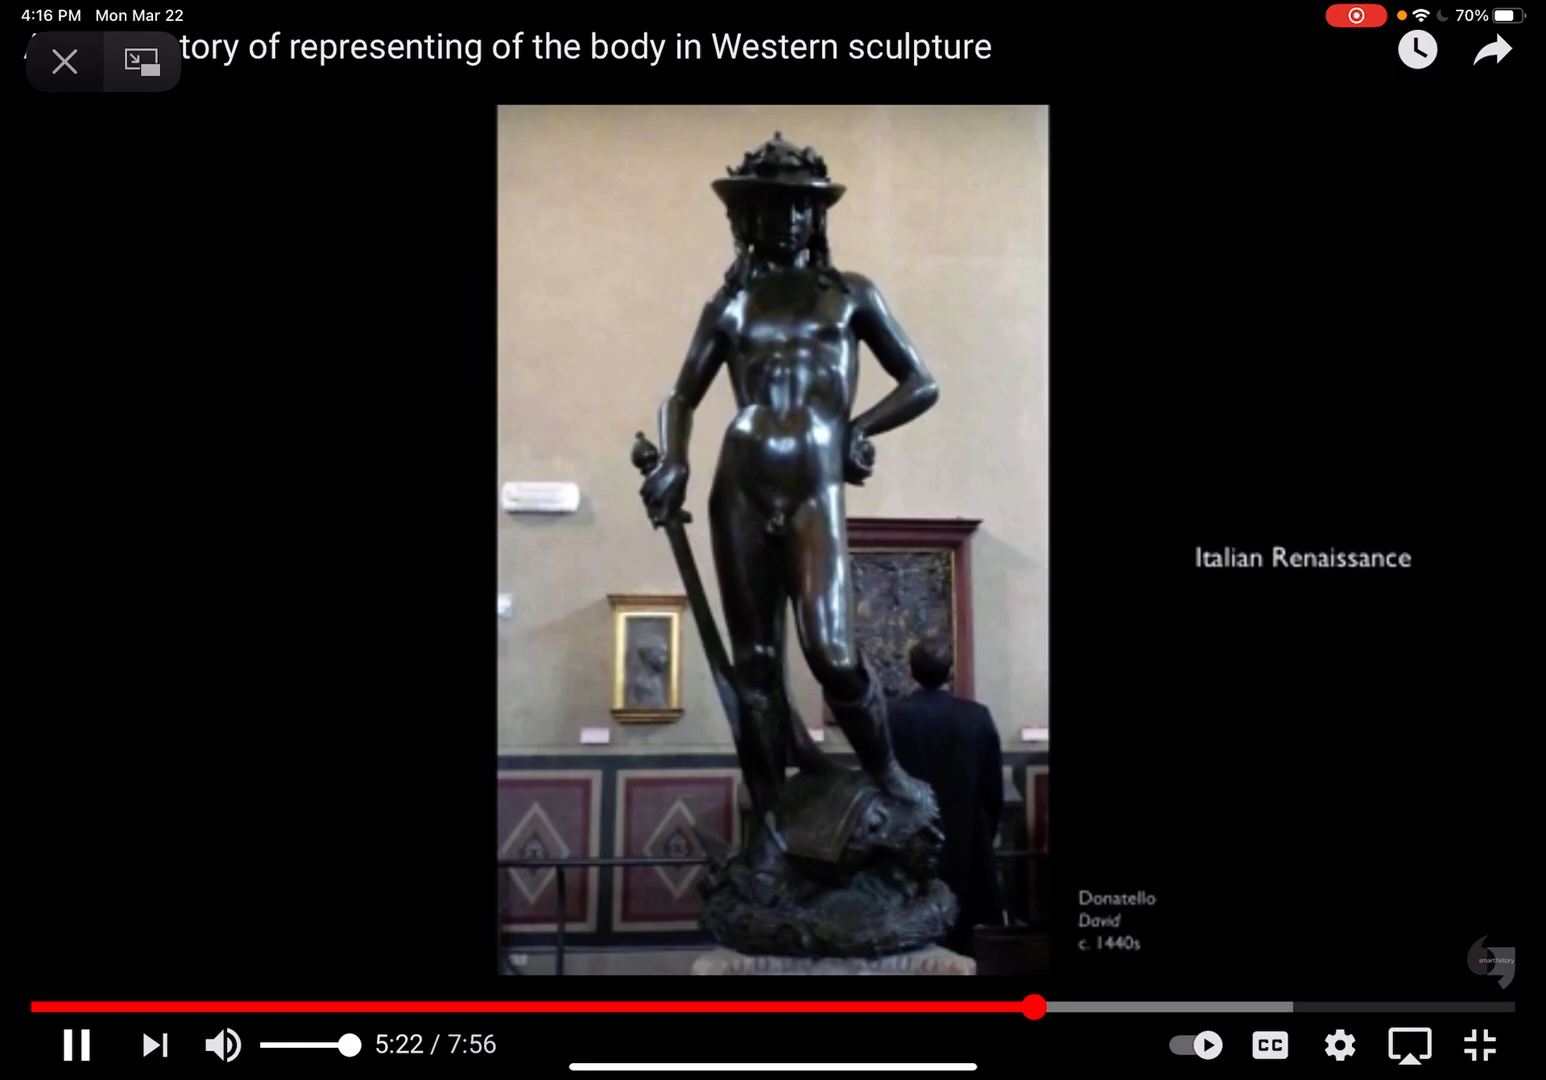 4:16 PM Mon Mar 22
70%
tory of representing of the body in Western sculpture
Italian Renaissance
Donatello
David
c. 1440s
smarthistory
5:22 / 7:56
CC